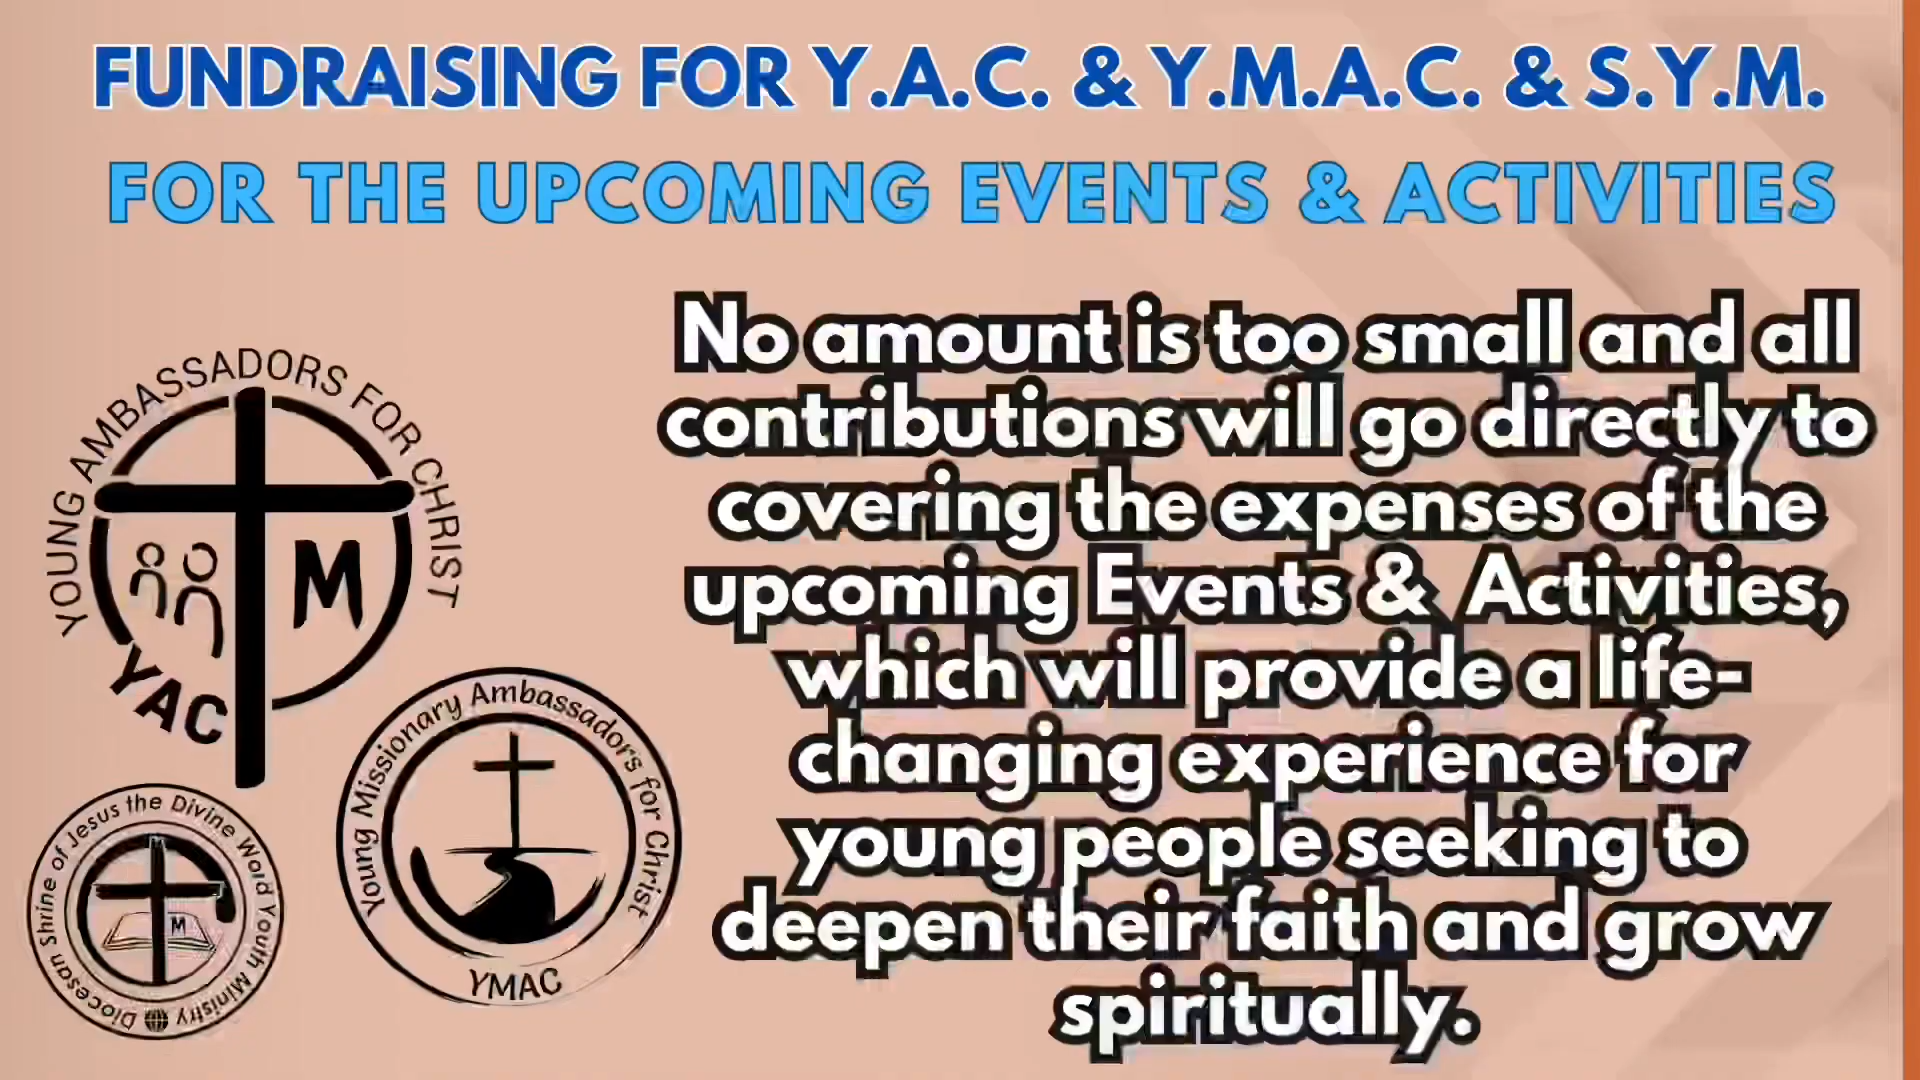 FUNDRAISING FOR Y.A.C. & Y.M.A.C. & S.Y.M.
FOR THE UPCOMING EVENTS & ACTIVITIES
No amount is too small and all
contributions will go directly to
covering the expenses of the
upcoming Events & Activities,
which will provide a life-
changing experience for
young people seeking to
deepen their faith and grow
spiritually.
YOUNG AMBASSADORS FOR CHRIST
M
YAC
Young Missionary Ambassadors for Christ
YMAC
Diocesan Shrine of Jesus the Divine Word Youth Ministry
M